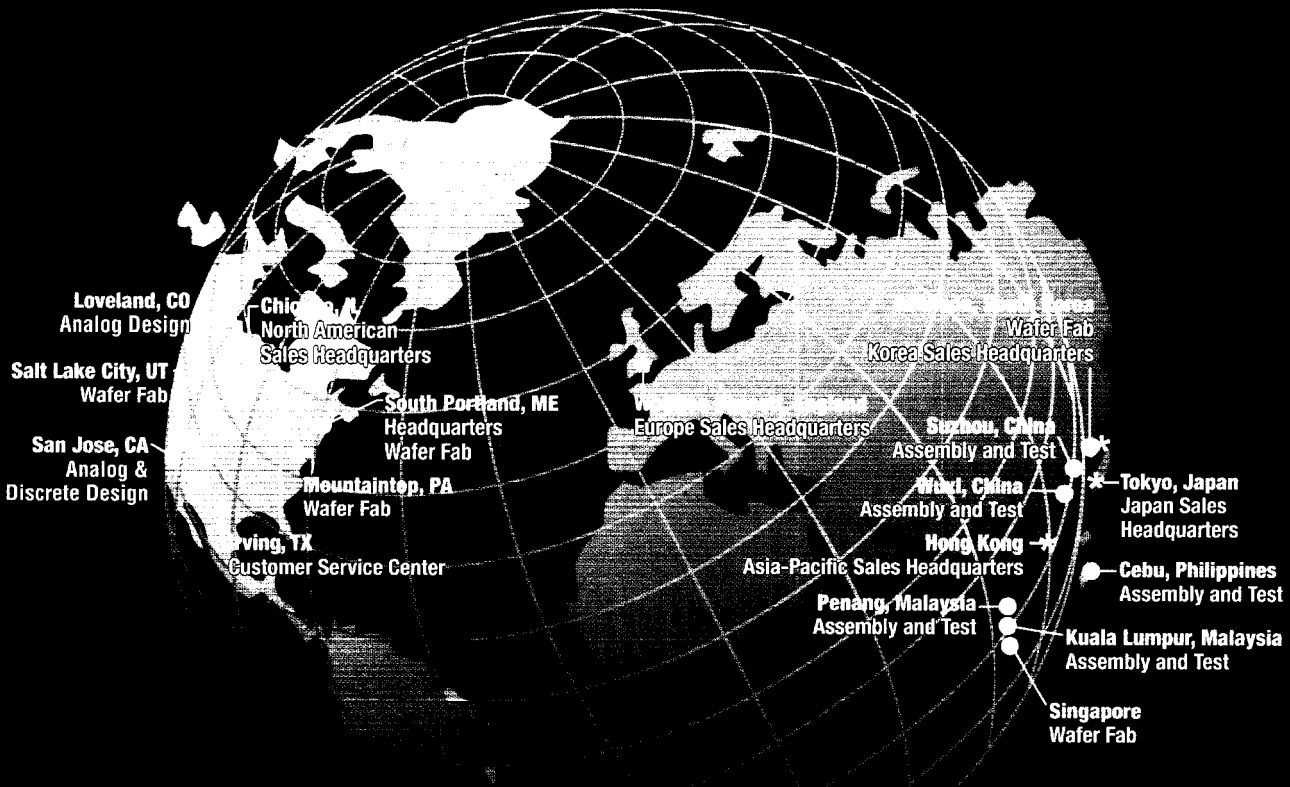 Loveland, CO
Analog Design
Salt Lake City, UT
Wafer Fab
San Jose, CA
Analog &
Discrete Design
North American
Sales Headquarters
South Portland, ME
Headquarters
Wafer Fab
Mountaintop, PA
Wafer Fab
Irving, TX
Customer Service Center
Europe Sales Headquarters
Wafer Fab
Korea Sales Headquarters
Suzhou, China
Assembly and Test
Wuxi, China
Assembly and Test
Tokyo, Japan
Japan Sales
Headquarters
Hong Kong
Asia-Pacific Sales Headquarters
Cebu, Philippines
Assembly and Test
Penang, Malaysia
Assembly and Test
Kuala Lumpur, Malaysia
Assembly and Test
Singapore
Wafer Fab